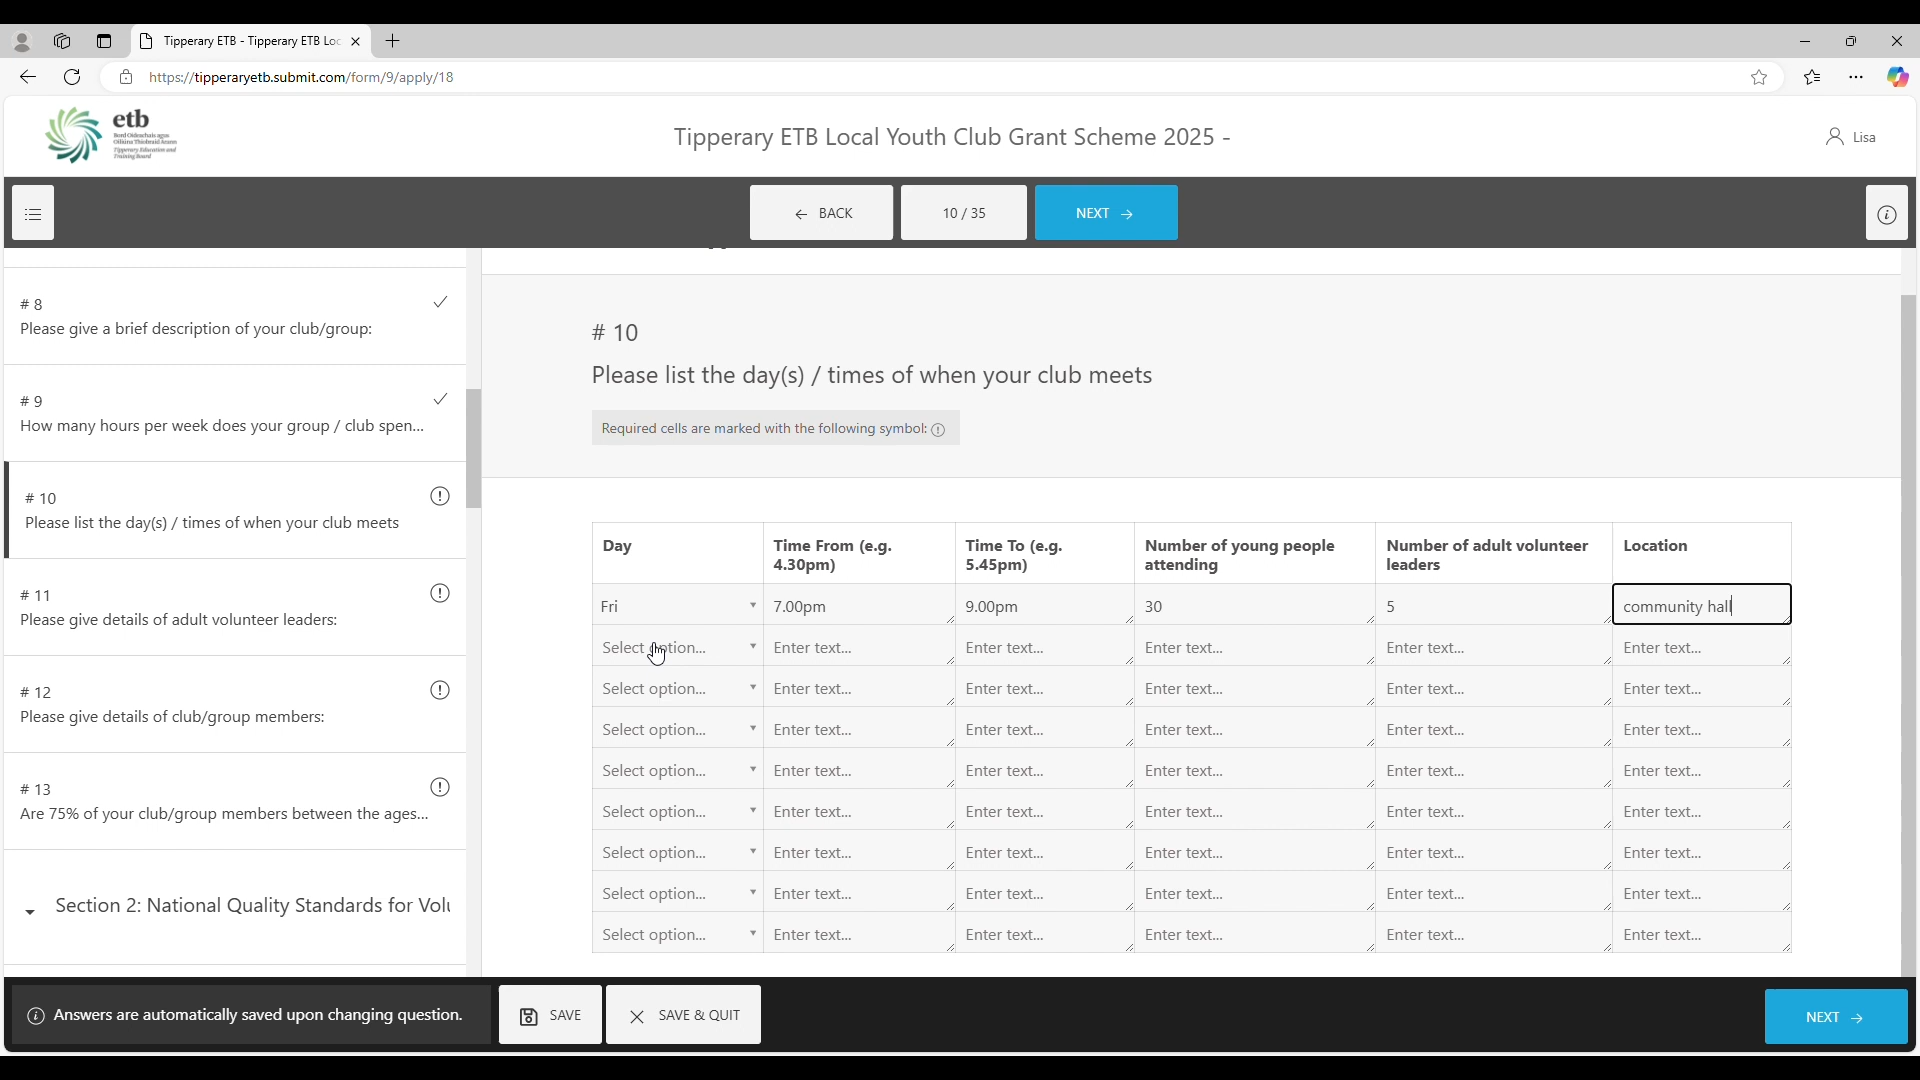 Tipperary ETB - Tipperary ETB Loc
https://tipperaryetb.submit.com/form/9/apply/18
etb
Bord Oideachais agus
Oiliúna Thiobraid Árann
Tipperary Education and
Training Board
Tipperary ETB Local Youth Club Grant Scheme 2025 -
Lisa
BACK
10 / 35
NEXT
# 8
Please give a brief description of your club/group:
# 9
How many hours per week does your group / club spen...
# 10
Please list the day(s) / times of when your club meets
# 11
Please give details of adult volunteer leaders:
# 12
Please give details of club/group members:
# 13
Are 75% of your club/group members between the ages...
Section 2: National Quality Standards for Volu
# 10
Please list the day(s) / times of when your club meets
Required cells are marked with the following symbol:
Day Time From (e.g. 4.30pm) Time To (e.g. 5.45pm) Number of young people attending Number of adult volunteer leaders Location
Fri 7.00pm 9.00pm 30 5 community hall
Select option... Enter text... Enter text... Enter text... Enter text... Enter text...
Select option... Enter text... Enter text... Enter text... Enter text... Enter text...
Select option... Enter text... Enter text... Enter text... Enter text... Enter text...
Select option... Enter text... Enter text... Enter text... Enter text... Enter text...
Select option... Enter text... Enter text... Enter text... Enter text... Enter text...
Select option... Enter text... Enter text... Enter text... Enter text... Enter text...
Select option... Enter text... Enter text... Enter text... Enter text... Enter text...
Select option... Enter text... Enter text... Enter text... Enter text... Enter text...
Answers are automatically saved upon changing question.
SAVE
SAVE & QUIT
NEXT